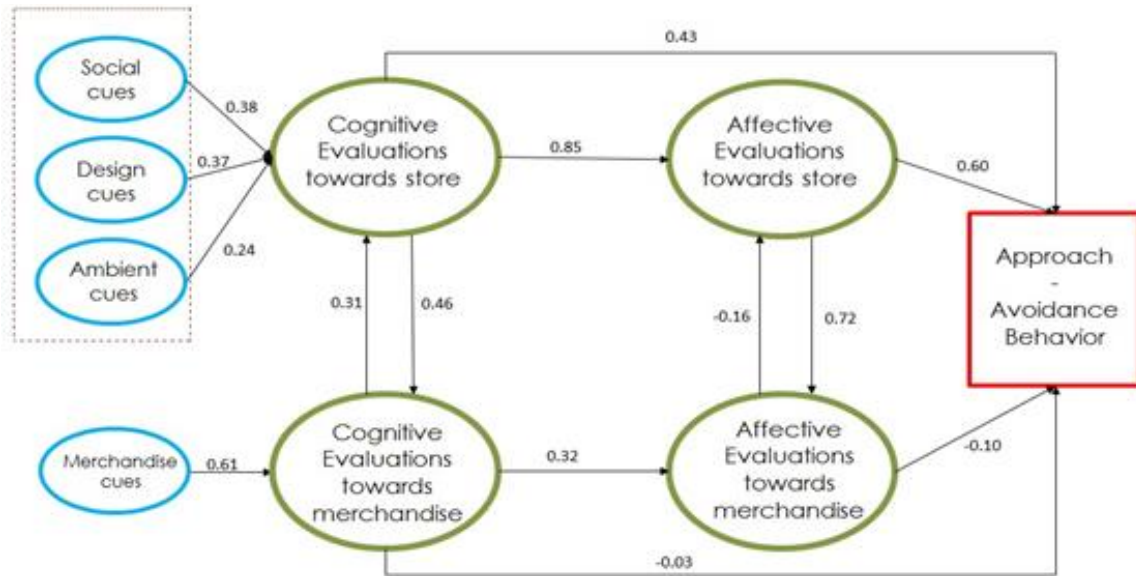 0.43
Social
cues
0.38
Cognitive
Evaluations
towards store
Affective
Evaluations
towards store
0.85
0.60
Design
cues
0.37
Ambient
cues
0.24
0.31
0.46
-0.16
0.72
Approach
-
Avoidance
Behavior
Merchandise
cues
0.61
Cognitive
Evaluations
towards
merchandise
0.32
Affective
Evaluations
towards
merchandise
-0.10
-0.03